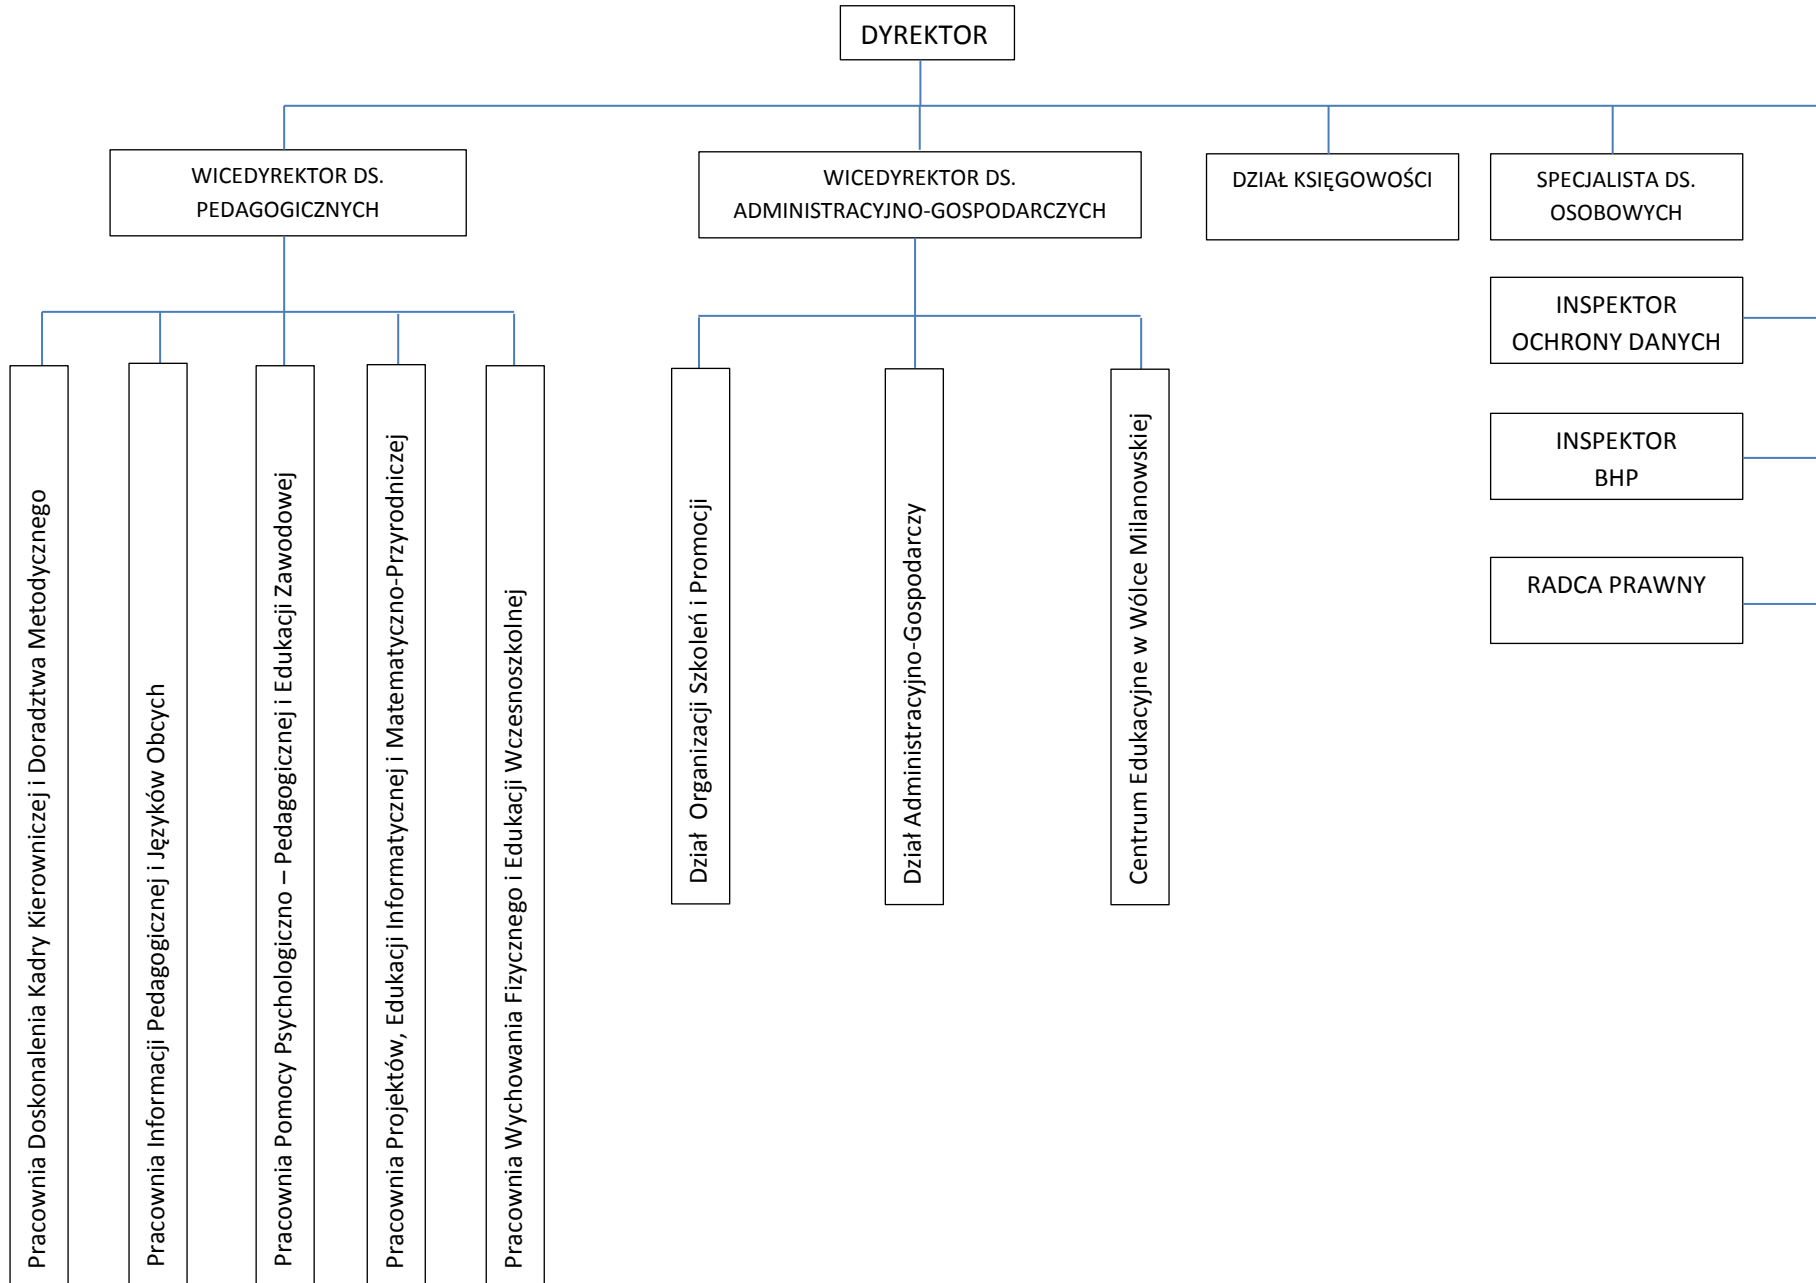 DYREKTOR
WICEDYREKTOR DS.
PEDAGOGICZNYCH
WICEDYREKTOR DS.
ADMINISTRACYJNO-GOSPODARCZYCH
DZIAŁ KSIĘGOWOŚCI
SPECJALISTA DS.
OSOBOWYCH
INSPEKTOR
OCHRONY DANYCH
INSPEKTOR
BHP
RADCA PRAWNY
Pracownia Doskonalenia Kadry Kierowniczej i Doradztwa Metodycznego
Pracownia Informacji Pedagogicznej i Języków Obcych
Pracownia Pomocy Psychologiczno – Pedagogicznej i Edukacji Zawodowej
Pracownia Projektów, Edukacji Informatycznej i Matematyczno-Przyrodniczej
Pracownia Wychowania Fizycznego i Edukacji Wczesnoszkolnej
Dział Organizacji Szkoleń i Promocji
Dział Administracyjno-Gospodarczy
Centrum Edukacyjne w Wólce Milanowskiej